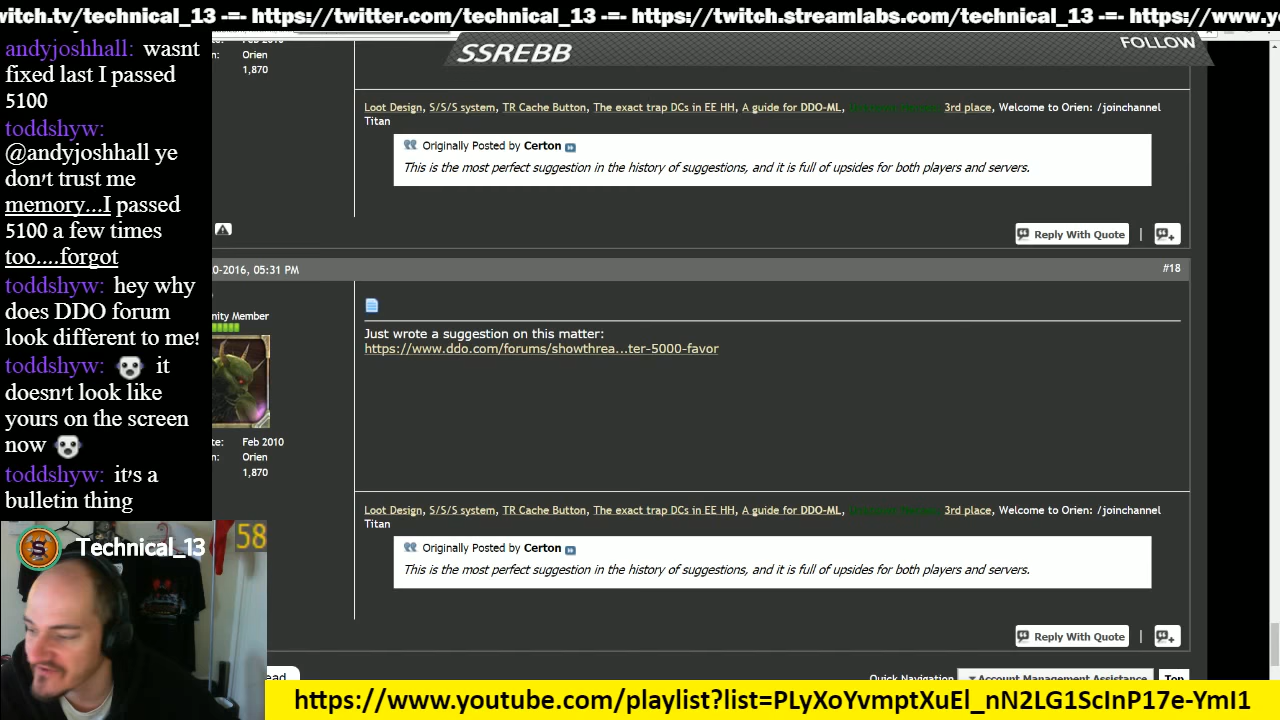 witch.tv/technical_13 -=- https://twitter.com/technical_13 -=- https://twitch.streamlabs.com/technical_13 -=- https://www.yo
andyjoshhall: wasnt
fixed last I passed
5100
toddshyw:
@andyjoshhall ye
don't trust me
memory...I passed
5100 a few times
too....forgot
toddshyw: hey why
does DDO forum
look different to me!
toddshyw: it
doesn't look like
yours on the screen
now
toddshyw: it's a
bulletin thing
Technical_13
58
SSREBB
FOLLOW
n: Orien
1,870
Loot Design, S/S/S system, TR Cache Button, The exact trap DCs in EE HH, A guide for DDO-ML, 3rd place, Welcome to Orien: /joinchannel
Titan
Originally Posted by Certon
This is the most perfect suggestion in the history of suggestions, and it is full of upsides for both players and servers.
Reply With Quote |
0-2016, 05:31 PM #18
nity Member
Just wrote a suggestion on this matter:
https://www.ddo.com/forums/showthrea...ter-5000-favor
te: Feb 2010
n: Orien
1,870
Loot Design, S/S/S system, TR Cache Button, The exact trap DCs in EE HH, A guide for DDO-ML, 3rd place, Welcome to Orien: /joinchannel
Titan
Originally Posted by Certon
This is the most perfect suggestion in the history of suggestions, and it is full of upsides for both players and servers.
Reply With Quote |
ead
Quick Navigation Account Management Assistance Top
https://www.youtube.com/playlist?list=PLyXoYvmptXuEl_nN2LG1ScInP17e-YmI1